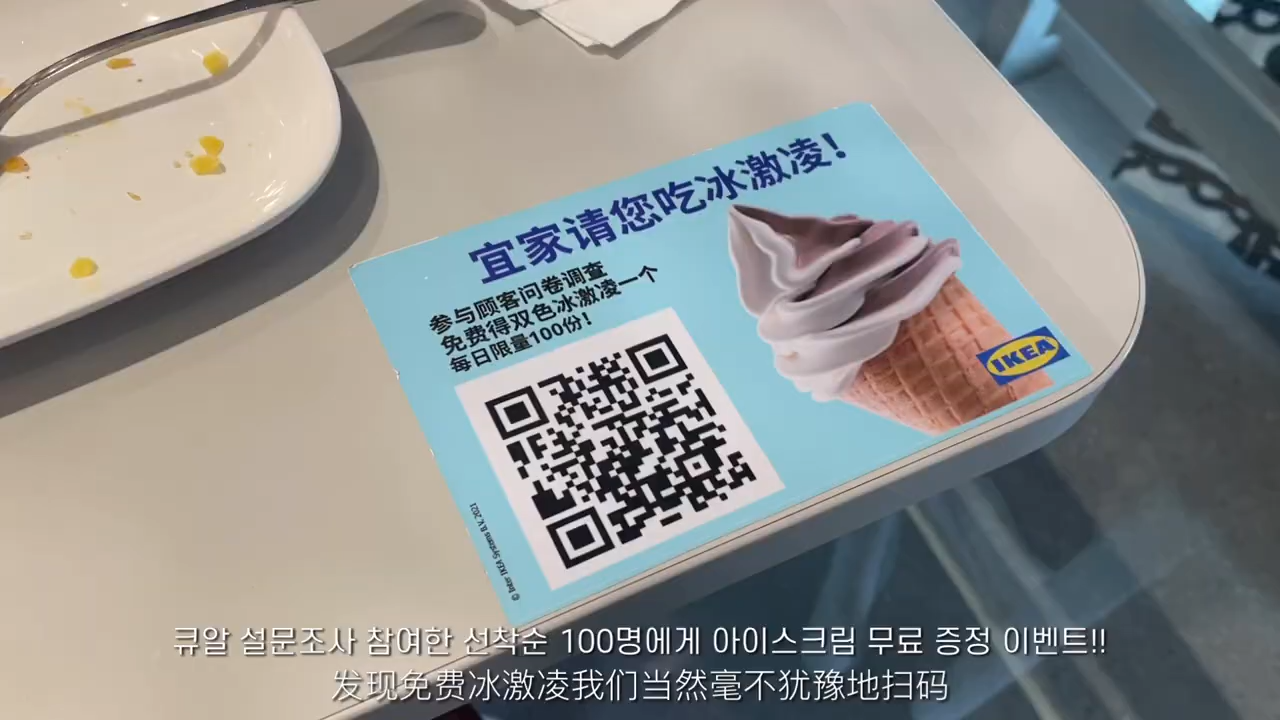 宜家请您吃冰激凌!
参与顾客问卷调查
免费得双色冰激凌一个
每日限量100份!
IKEA
© Inter IKEA Systems B.V. 2021
큐알 설문조사 참여한 선착순 100명에게 아이스크림 무료 증정 이벤트!!
发现免费冰激凌我们当然毫不犹豫地扫码